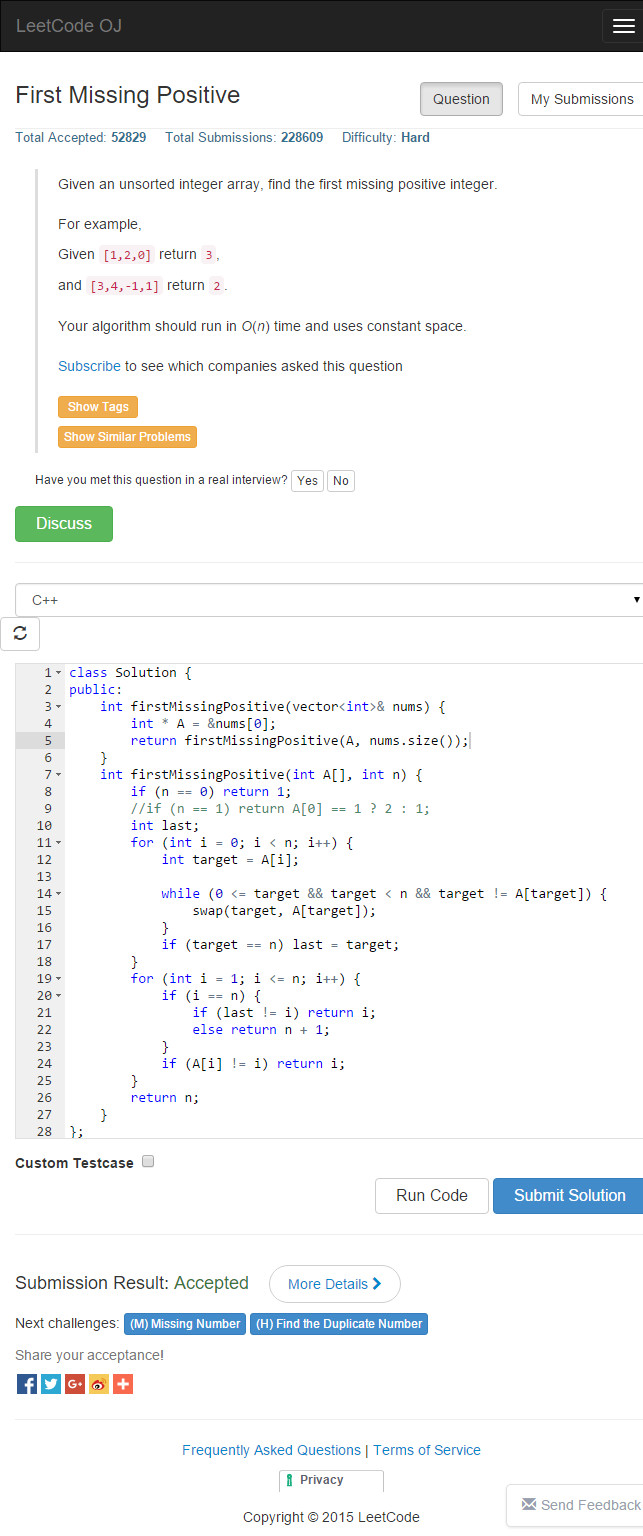 LeetCode OJ
First Missing Positive
Question
My Submissions
Total Accepted: 52829 Total Submissions: 228609 Difficulty: Hard
Given an unsorted integer array, find the first missing positive integer.
For example,
Given [1,2,0] return 3,
and [3,4,-1,1] return 2.
Your algorithm should run in O(n) time and uses constant space.
Subscribe to see which companies asked this question
Show Tags
Show Similar Problems
Have you met this question in a real interview? Yes No
Discuss
C++
1 class Solution {
2 public:
3     int firstMissingPositive(vector<int>& nums) {
4         int * A = &nums[0];
5         return firstMissingPositive(A, nums.size());
6     }
7     int firstMissingPositive(int A[], int n) {
8         if (n == 0) return 1;
9         //if (n == 1) return A[0] == 1 ? 2 : 1;
10         int last;
11         for (int i = 0; i < n; i++) {
12             int target = A[i];
13
14             while (0 <= target && target < n && target != A[target]) {
15                 swap(target, A[target]);
16             }
17             if (target == n) last = target;
18         }
19         for (int i = 1; i <= n; i++) {
20             if (i == n) {
21                 if (last != i) return i;
22                 else return n + 1;
23             }
24             if (A[i] != i) return i;
25         }
26         return n;
27     }
28 };
Custom Testcase
Run Code
Submit Solution
Submission Result: Accepted
More Details
Next challenges: (M) Missing Number (H) Find the Duplicate Number
Share your acceptance!
Frequently Asked Questions | Terms of Service
Privacy
Copyright © 2015 LeetCode
Send Feedback